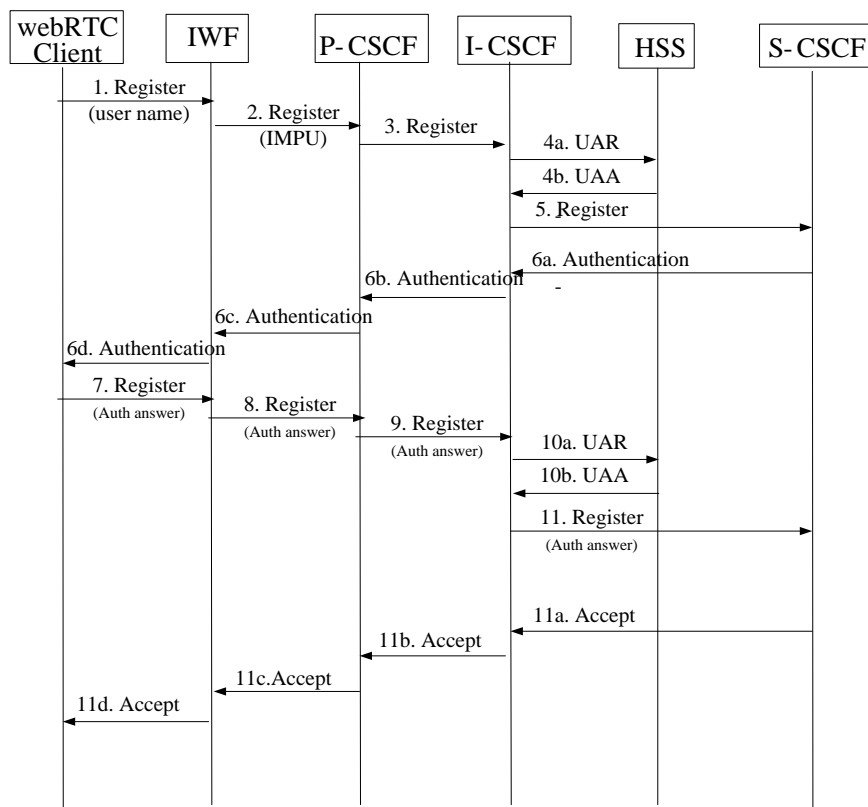 webRTC
Client
IWF
P- CSCF
I- CSCF
HSS
S- CSCF
1. Register
(user name)
2. Register
(IMPU)
3. Register
4a. UAR
4b. UAA
5. Register
6a. Authentication
6b. Authentication
-
6c. Authentication
6d. Authentication
7. Register
(Auth answer)
8. Register
(Auth answer)
9. Register
(Auth answer)
10a. UAR
10b. UAA
11. Register
(Auth answer)
11a. Accept
11b. Accept
11c.Accept
11d. Accept